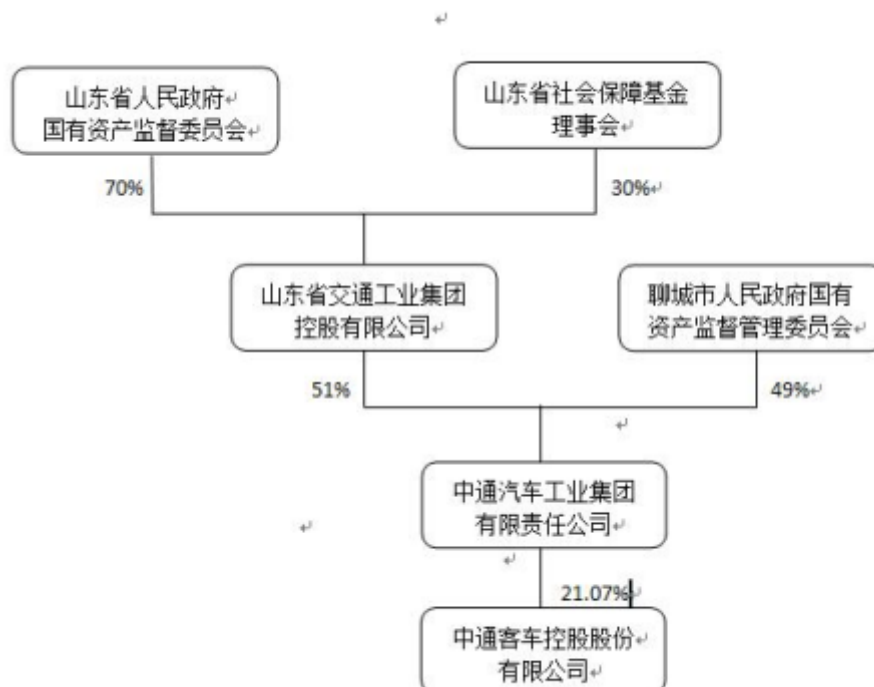 山东省人民政府
国有资产监督委员会
山东省社会保障基金
理事会
70%
30%
山东省交通工业集团
控股有限公司
聊城市人民政府国有
资产监督管理委员会
51%
49%
中通汽车工业集团
有限责任公司
21.07%
中通客车控股股份
有限公司